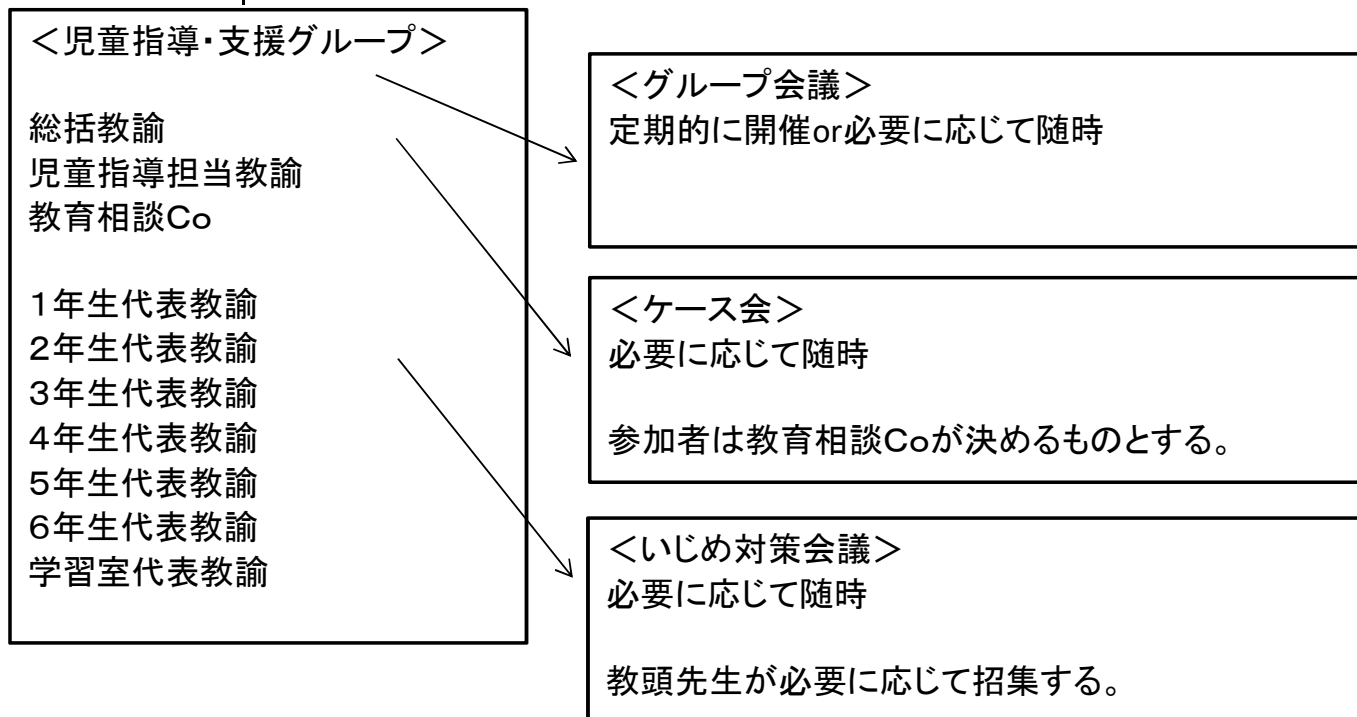 ＜児童指導・支援グループ＞
総括教諭
児童指導担当教諭
教育相談Ｃｏ
１年生代表教諭
２年生代表教諭
３年生代表教諭
４年生代表教諭
５年生代表教諭
６年生代表教諭
学習室代表教諭
＜グループ会議＞
定期的に開催or必要に応じて随時
＜ケース会＞
必要に応じて随時
参加者は教育相談Ｃｏが決めるものとする。
＜いじめ対策会議＞
必要に応じて随時
教頭先生が必要に応じて招集する。